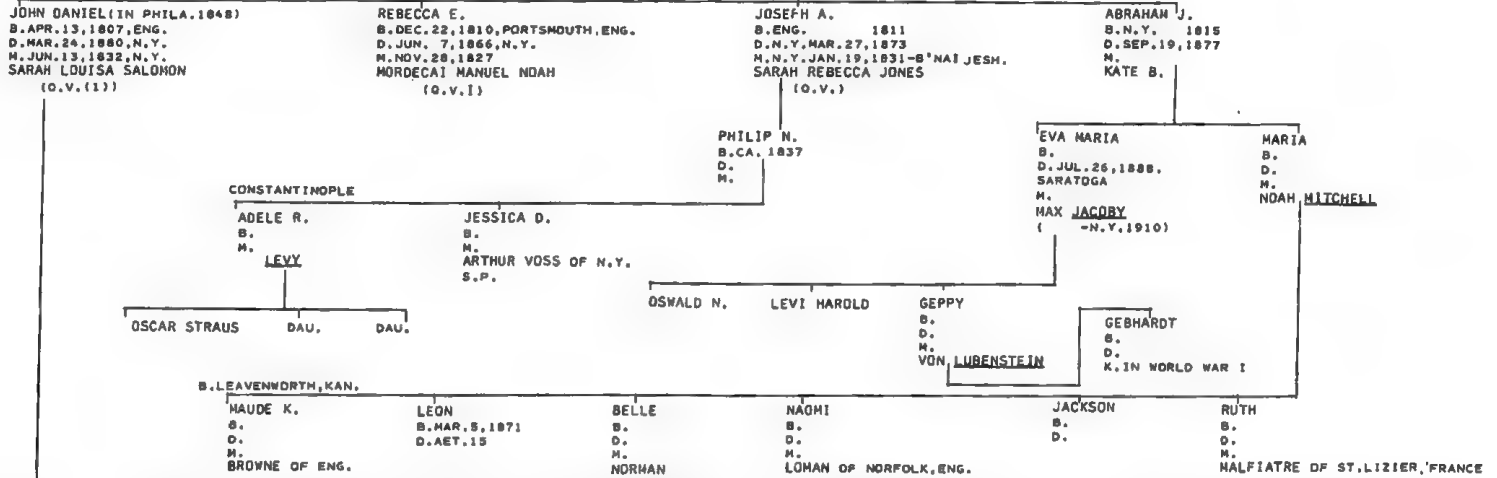 JOHN DANIEL(IN PHILA.1848)
B.APR.13,1807,ENG.
D.MAR.24,1880,N.Y.
M.JUN.13,1832,N.Y.
SARAH LOUISA SALOMON
(Q.V.(1))
REBECCA E.
B.DEC.22,1810,PORTSMOUTH,ENG.
D.JUN. 7,1866,N.Y.
M.NOV.28,1827
MORDECAI MANUEL NOAH
(Q.V.I)
JOSEPH A.
B.ENG. 1811
D.N.Y.MAR.27,1873
M.N.Y.JAN.19,1831-B'NAI JESH.
SARAH REBECCA JONES
(Q.V.)
ABRAHAM J.
B.N.Y. 1815
D.SEP.19,1877
M.
KATE B.
PHILIP N.
B.CA. 1837
D.
M.
EVA MARIA
B.
D.JUL.26,1888.
SARATOGA
M.
MAX JACOBY
( -N.Y.1910)
MARIA
B.
D.
M.
NOAH MITCHELL
CONSTANTINOPLE
ADELE R.
B.
M.
LEVY
JESSICA D.
B.
M.
ARTHUR VOSS OF N.Y.
S.P.
OSCAR STRAUS
DAU.
DAU.
OSWALD N.
LEVI HAROLD
GEPPY
B.
D.
M.
VON LUBENSTEIN
GEBHARDT
B.
D.
K.IN WORLD WAR I
B.LEAVENWORTH,KAN.
MAUDE K.
B.
D.
M.
BROWNE OF ENG.
LEON
B.MAR.5,1871
D.AET.15
BELLE
B.
D.
M.
NORMAN
NAOMI
B.
D.
M.
LOMAN OF NORFOLK,ENG.
JACKSON
B.
D.
RUTH
B.
D.
M.
MALFIATRE OF ST.LIZIER,'FRANCE